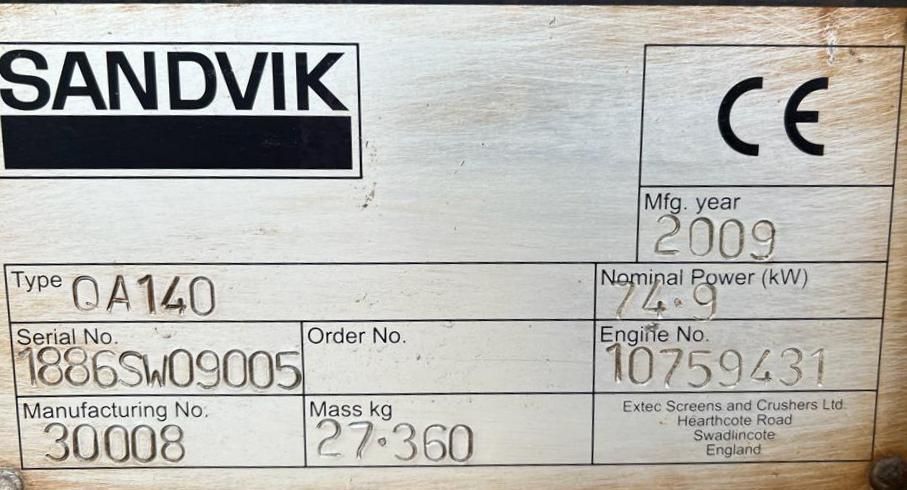 SANDVIK
CE
Mfg. year
2009
Type QA140
Nominal Power (kW)
74.9
Serial No.
1886SW09005
Order No.
Engine No.
10759431
Manufacturing No.
30008
Mass kg
27.360
Extec Screens and Crushers Ltd.
Hearthcote Road
Swadlincote
England